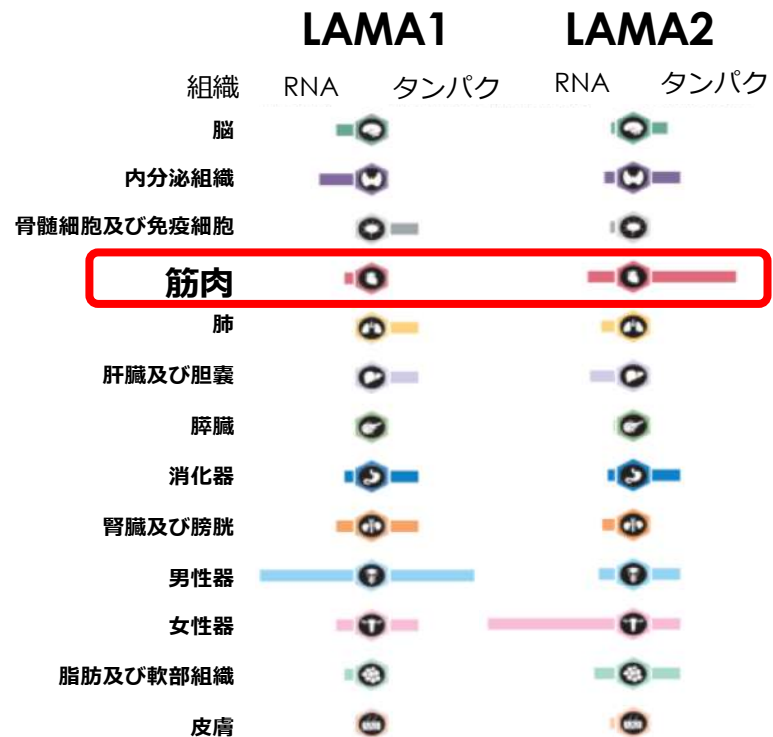 LAMA1 LAMA2
組織 RNA タンパク RNA タンパク
脳
内分泌組織
骨髄細胞及び免疫細胞
筋肉
肺
肝臓及び胆嚢
膵臓
消化器
腎臓及び膀胱
男性器
女性器
脂肪及び軟部組織
皮膚